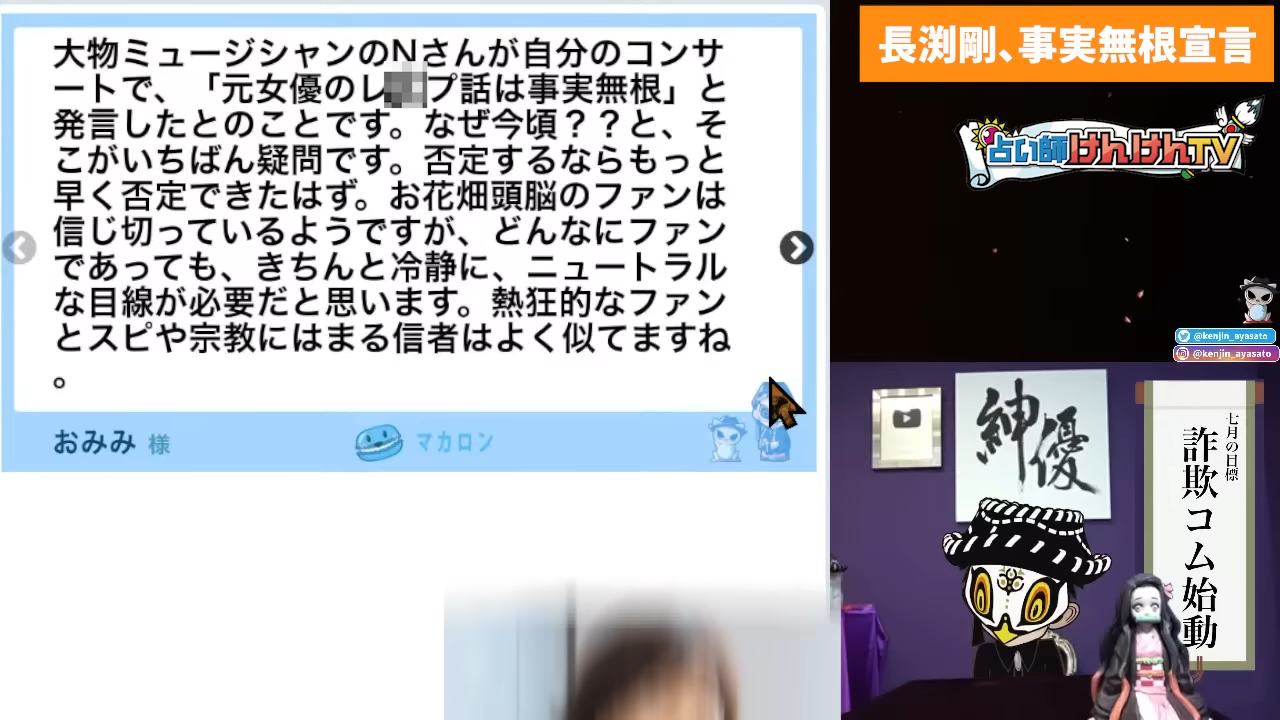 大物ミュージシャンのNさんが自分のコンサ
ートで、「元女優のレプ話は事実無根」と
発言したとのことです。なぜ今頃？？と、そ
こがいちばん疑問です。否定するならもっと
早く否定できたはず。お花畑頭脳のファンは
信じ切っているようですが、どんなにファン
であっても、きちんと冷静に、ニュートラル
な目線が必要だと思います。熱狂的なファン
とスピや宗教にはまる信者はよく似てますね
。
おみみ 様
マカロン
長渕剛、事実無根宣言
占い師けんけんTV
@kenjin_ayasato
@kenjin_ayasato
紳優
七月の目標
詐欺コム始動